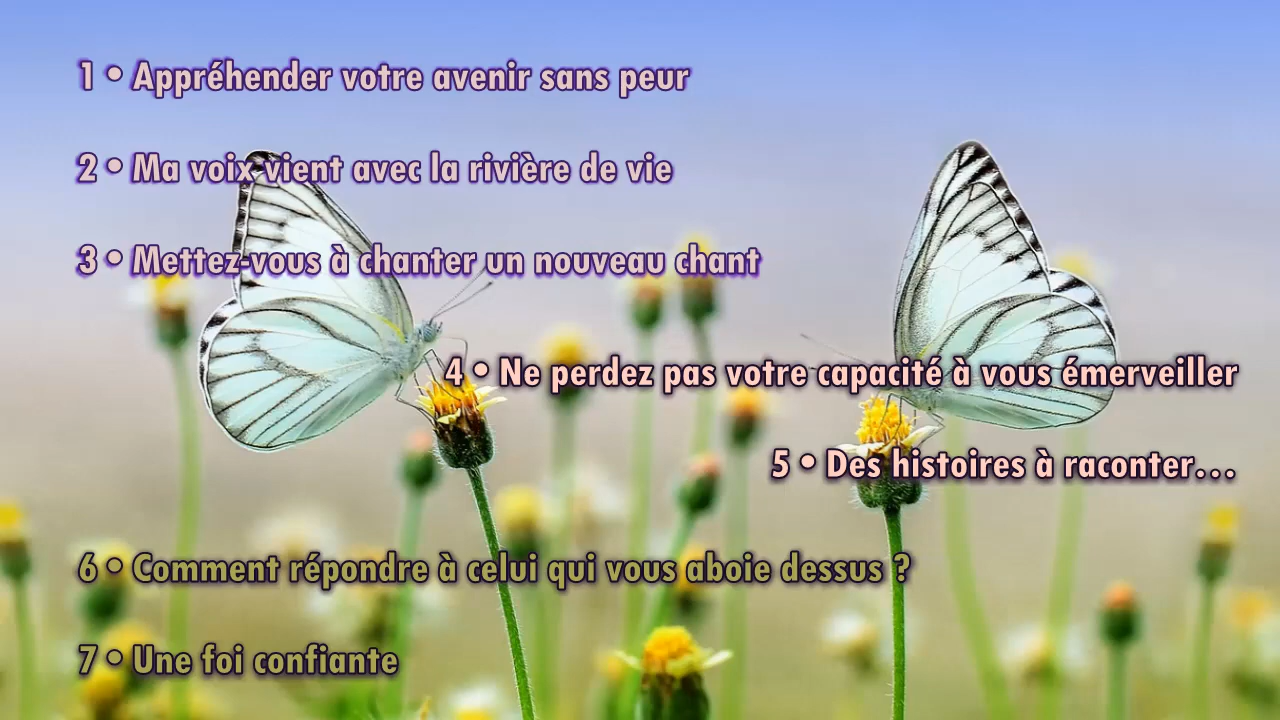 1 • Appréhender votre avenir sans peur
2 • Ma voix vient avec la rivière de vie
3 • Mettez-vous à chanter un nouveau chant
4 • Ne perdez pas votre capacité à vous émerveiller
5 • Des histoires à raconter…
6 • Comment répondre à celui qui vous aboie dessus ?
7 • Une foi confiante